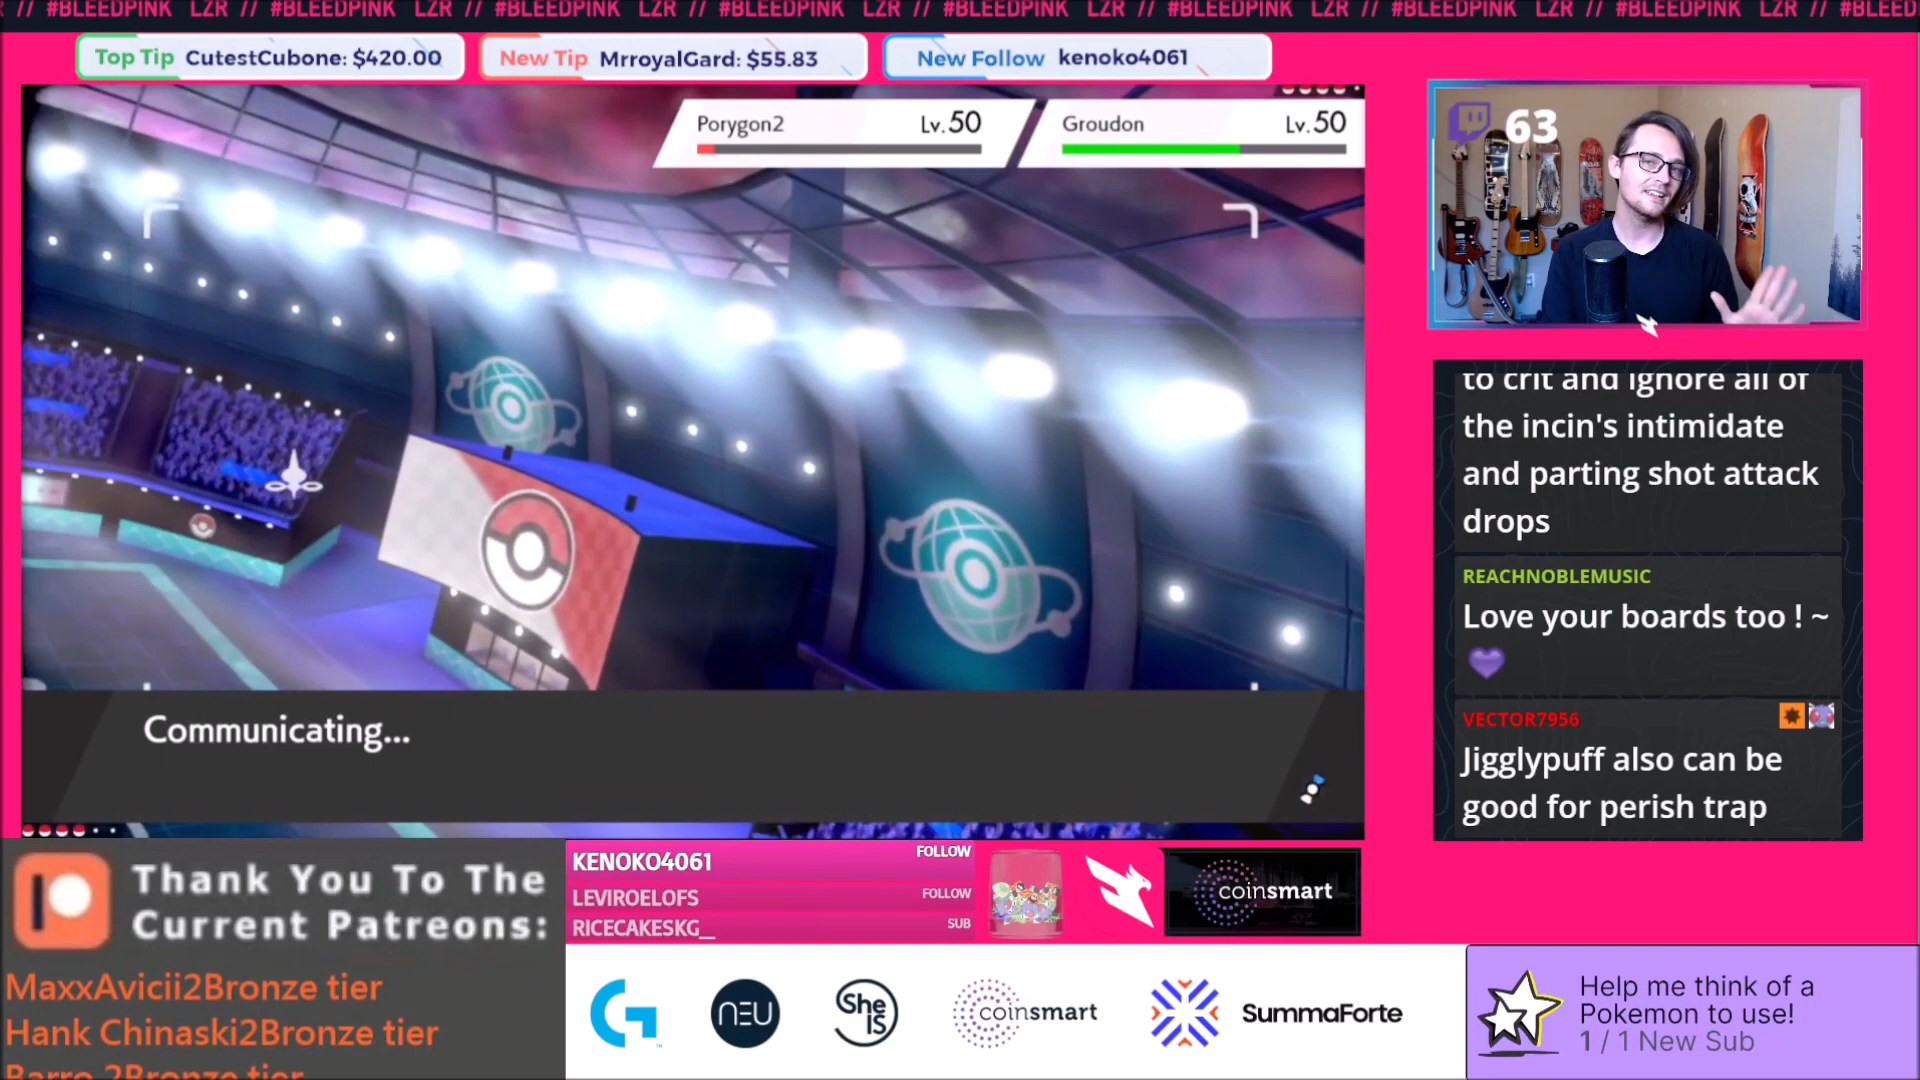 // #BLEEDPINK LZR // #BLEEDPINK LZR // #BLEEDPINK LZR // #BLEEDPINK LZR // #BLEEDPINK LZR // #BLEEDPINK LZR // #BLEEDPINK LZR // #BLEEDPINK LZR // #BLEED
Top Tip CutestCubone: $420.00
New Tip MrroyalGard: $55.83
New Follow kenoko4061
Porygon2 Lv.50
Groudon Lv.50
63
to crit and ignore all of
the incin's intimidate
and parting shot attack
drops
REACHNOBLEMUSIC
Love your boards too ! ~
VECTOR7956
Jigglypuff also can be
good for perish trap
Communicating...
Thank You To The
Current Patreons:
MaxxAvicii2Bronze tier
Hank Chinaski2Bronze tier
Barro 2Bronze tier
KENOKO4061 FOLLOW
LEVIROELOFS FOLLOW
RICECAKESKG_ SUB
coinsmart
G
NEU
She
IS
coinsmart
SummaForte
Help me think of a
Pokemon to use!
1 / 1 New Sub